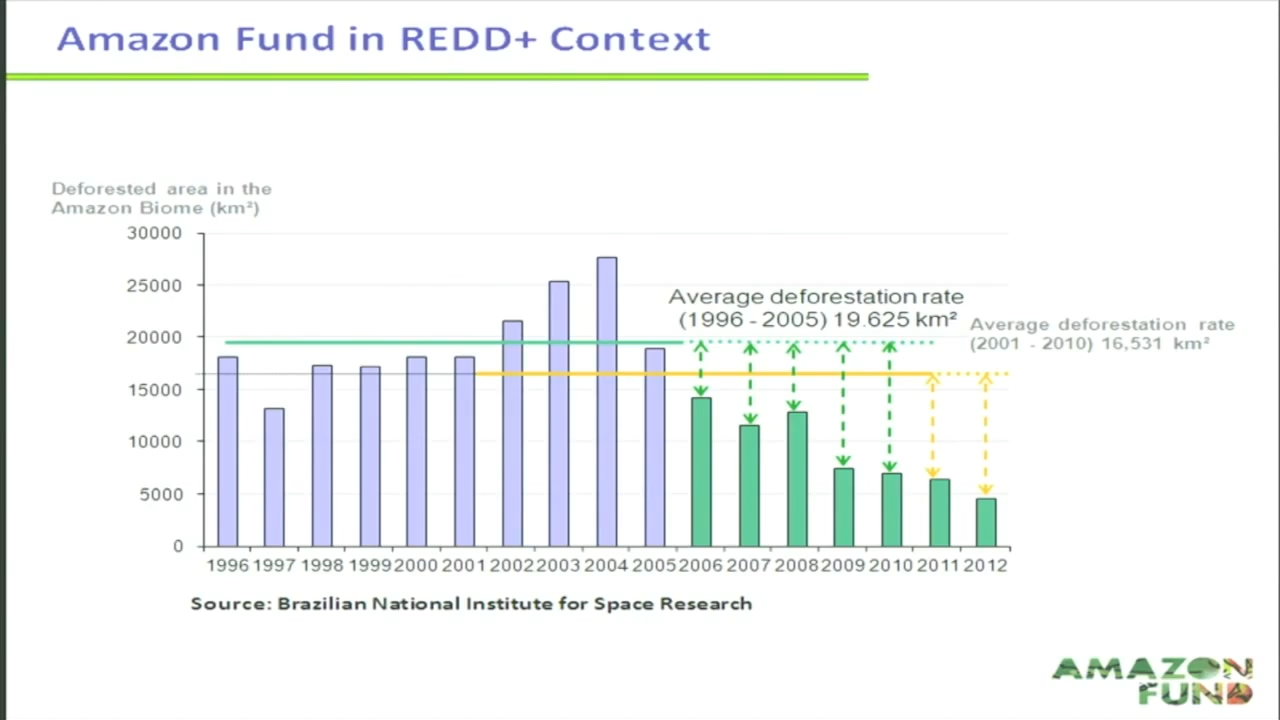 Amazon Fund in REDD+ Context
Deforested area in the
Amazon Biome (km²)
30000
25000
20000
15000
10000
5000
0
Average deforestation rate
(1996 - 2005) 19.625 km²
Average deforestation rate
(2001 - 2010) 16,531 km²
1996 1997 1998 1999 2000 2001 2002 2003 2004 2005 2006 2007 2008 2009 2010 2011 2012
Source: Brazilian National Institute for Space Research
AMAZON
FUND